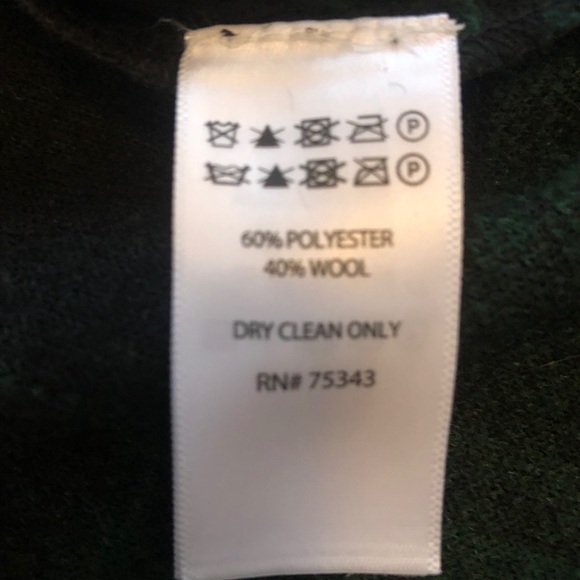 P
P
60% POLYESTER
40% WOOL
DRY CLEAN ONLY
RN# 75343